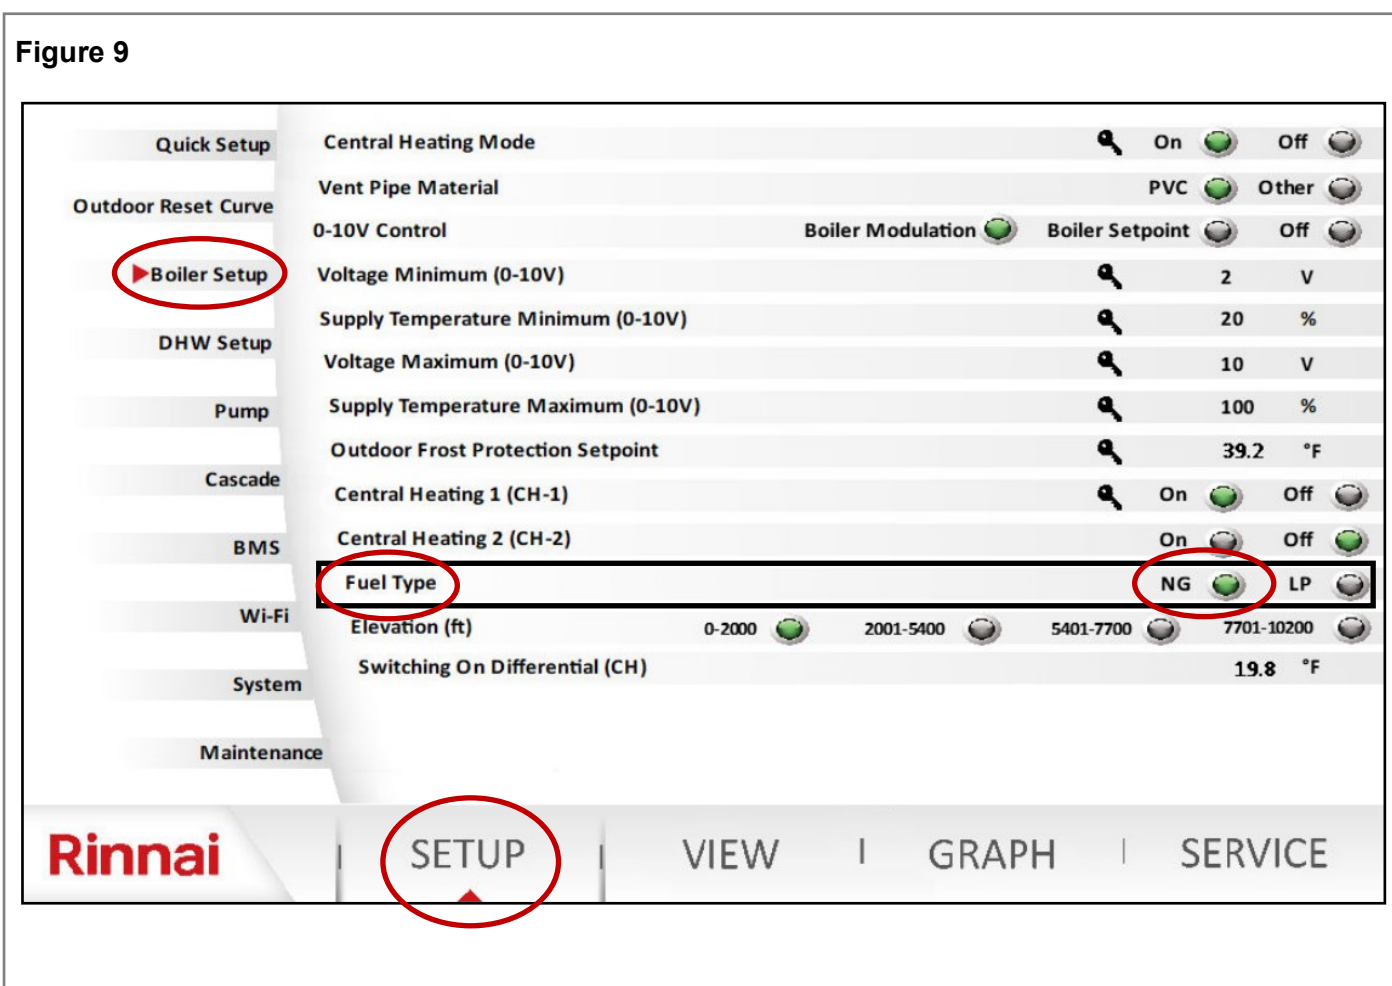 Figure 9
Quick Setup
Outdoor Reset Curve
Boiler Setup
DHW Setup
Pump
Cascade
BMS
Wi-Fi
System
Maintenance
Central Heating Mode On Off
Vent Pipe Material PVC Other
0-10V Control Boiler Modulation Boiler Setpoint Off
Voltage Minimum (0-10V) 2 V
Supply Temperature Minimum (0-10V) 20 %
Voltage Maximum (0-10V) 10 V
Supply Temperature Maximum (0-10V) 100 %
Outdoor Frost Protection Setpoint 39.2 °F
Central Heating 1 (CH-1) On Off
Central Heating 2 (CH-2) On Off
Fuel Type NG LP
Elevation (ft) 0-2000 2001-5400 5401-7700 7701-10200
Switching On Differential (CH) 19.8 °F
Rinnai SETUP VIEW GRAPH SERVICE